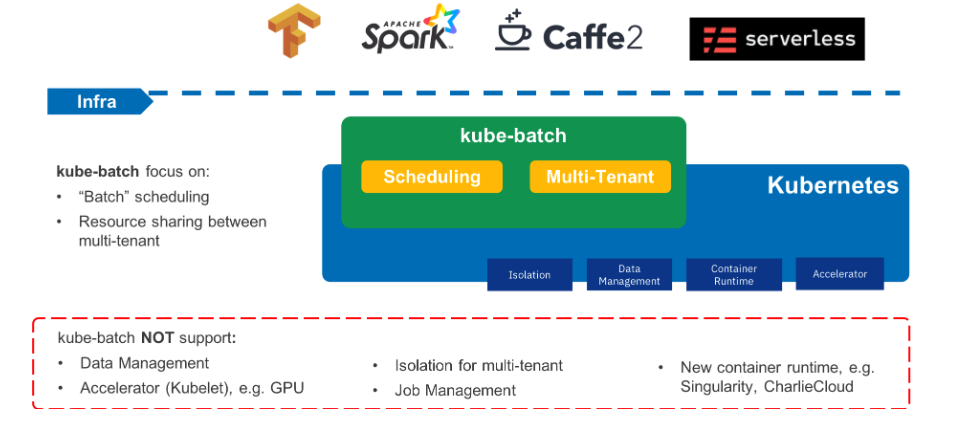 APACHE
Spark™
Caffe2
serverless
Infra
kube-batch
Scheduling
Multi-Tenant
Kubernetes
kube-batch focus on:
• “Batch” scheduling
• Resource sharing between
multi-tenant
Isolation
Data
Management
Container
Runtime
Accelerator
kube-batch NOT support:
• Data Management
• Accelerator (Kubelet), e.g. GPU
• Isolation for multi-tenant
• Job Management
• New container runtime, e.g.
Singularity, CharlieCloud